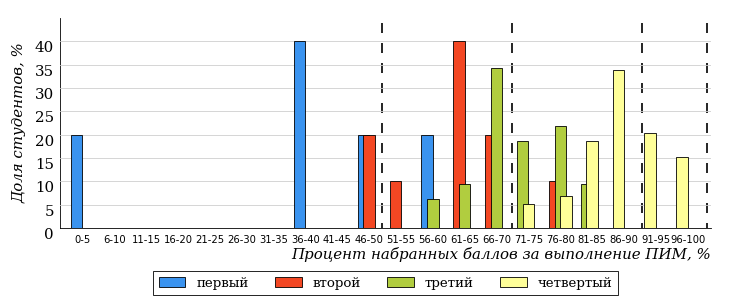 Доля студентов, %
40
35
30
25
20
15
10
5
0
0-5 6-10 11-15 16-20 21-25 26-30 31-35 36-40 41-45 46-50 51-55 56-60 61-65 66-70 71-75 76-80 81-85 86-90 91-95 96-100
Процент набранных баллов за выполнение ПИМ, %
первый второй третий четвертый